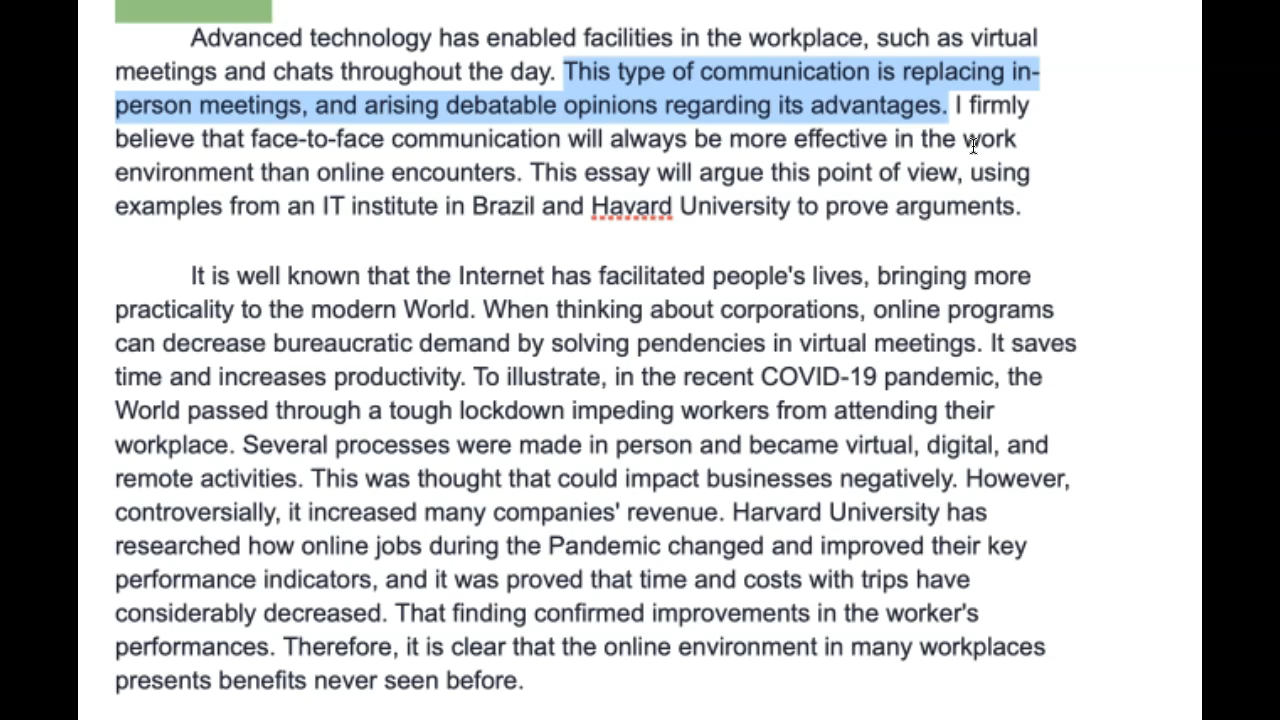 Advanced technology has enabled facilities in the workplace, such as virtual
meetings and chats throughout the day. This type of communication is replacing in-
person meetings, and arising debatable opinions regarding its advantages. I firmly
believe that face-to-face communication will always be more effective in the work
environment than online encounters. This essay will argue this point of view, using
examples from an IT institute in Brazil and Havard University to prove arguments.
It is well known that the Internet has facilitated people's lives, bringing more
practicality to the modern World. When thinking about corporations, online programs
can decrease bureaucratic demand by solving pendencies in virtual meetings. It saves
time and increases productivity. To illustrate, in the recent COVID-19 pandemic, the
World passed through a tough lockdown impeding workers from attending their
workplace. Several processes were made in person and became virtual, digital, and
remote activities. This was thought that could impact businesses negatively. However,
controversially, it increased many companies' revenue. Harvard University has
researched how online jobs during the Pandemic changed and improved their key
performance indicators, and it was proved that time and costs with trips have
considerably decreased. That finding confirmed improvements in the worker's
performances. Therefore, it is clear that the online environment in many workplaces
presents benefits never seen before.